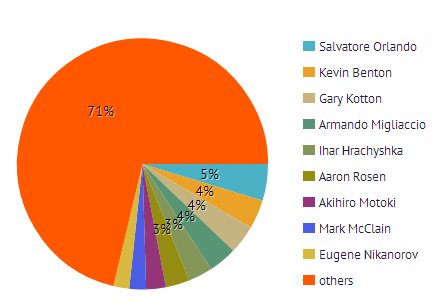 71%
5%
4%
4%
4%
3%
3%
Salvatore Orlando
Kevin Benton
Gary Kotton
Armando Migliaccio
Ihar Hrachyshka
Aaron Rosen
Akihiro Motoki
Mark McClain
Eugene Nikanorov
others